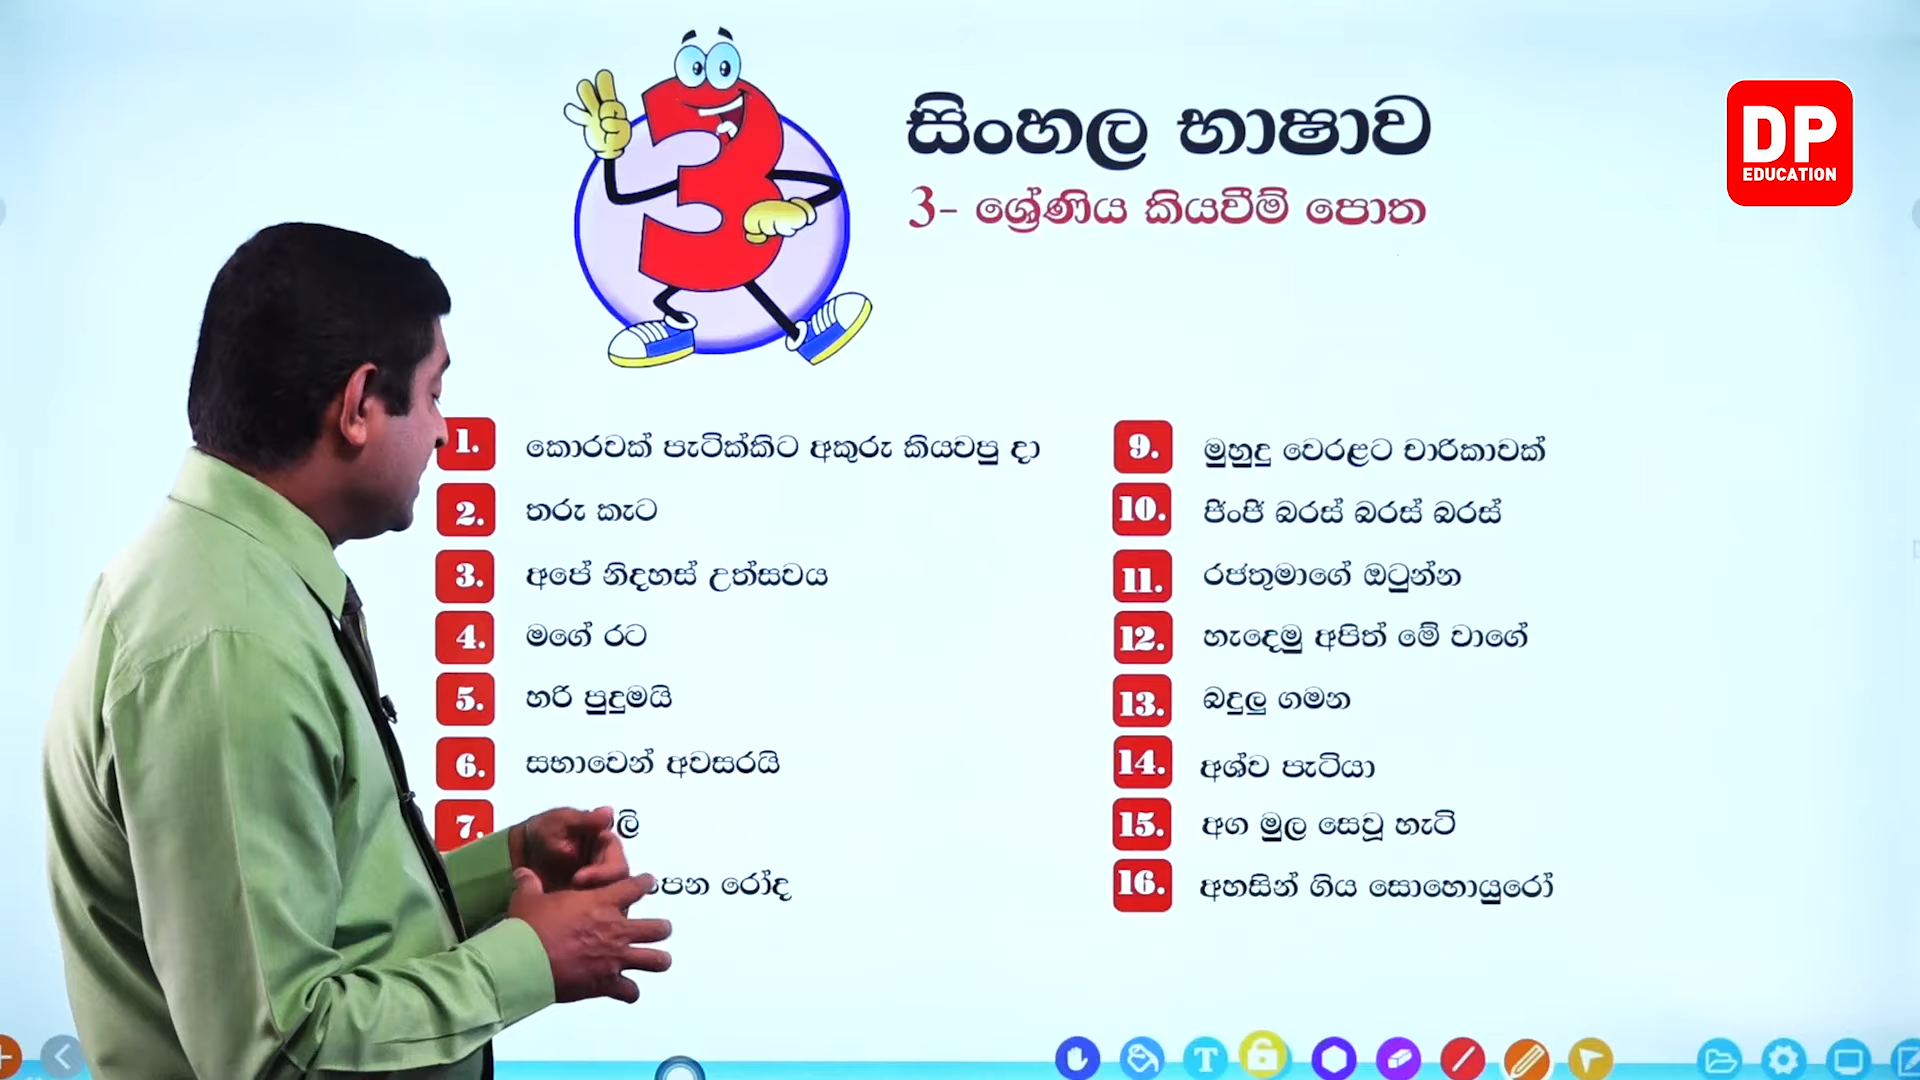 සිංහල භාෂාව
3- ශ්‍රේණිය කියවීම් පොත
DP
EDUCATION
1. කොරවක් පැටික්කිට අකුරු කියවපු දා
2. තරු කැට
3. අපේ නිදහස් උත්සවය
4. මගේ රට
5. හරි පුදුමයි
6. සභාවෙන් අවසරයි
7.
රෝද
9. මුහුදු වෙරළට චාරිකාවක්
10. ජිංජි බරස් බරස් බරස්
11. රජතුමාගේ ඔටුන්න
12. හැදෙමු අපිත් මේ වාගේ
13. බදුලු ගමන
14. අශ්ව පැටියා
15. අග මුල සෙවූ හැටි
16. අහසින් ගිය සොහොයුරෝ